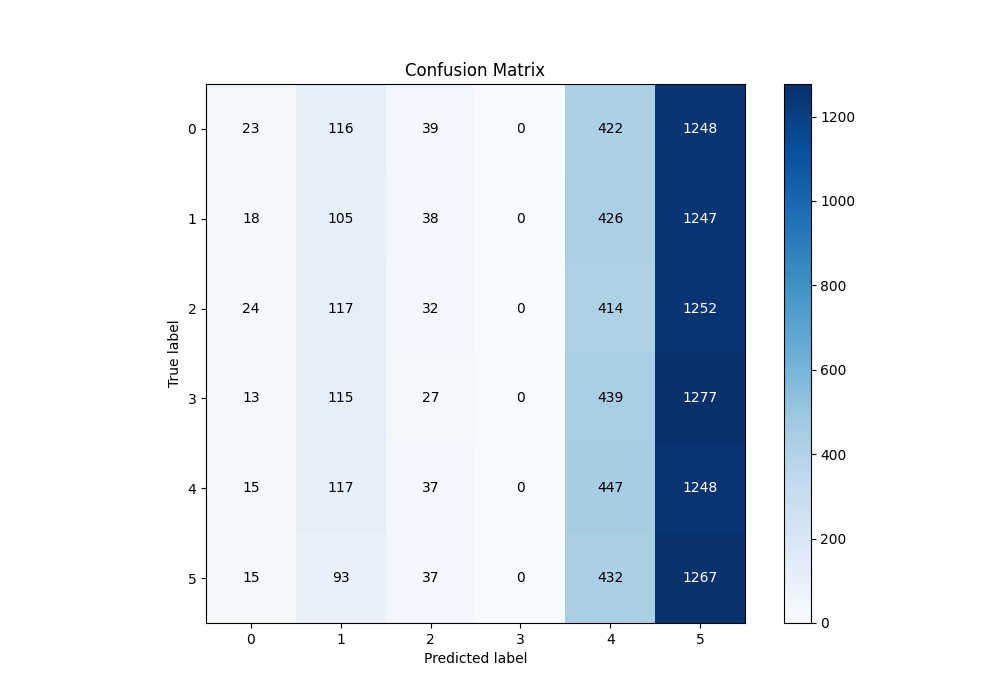 Confusion Matrix
True label
0 23 116 39 0 422 1248
1 18 105 38 0 426 1247
2 24 117 32 0 414 1252
3 13 115 27 0 439 1277
4 15 117 37 0 447 1248
5 15 93 37 0 432 1267
0 1 2 3 4 5
Predicted label
1200
1000
800
600
400
200
0